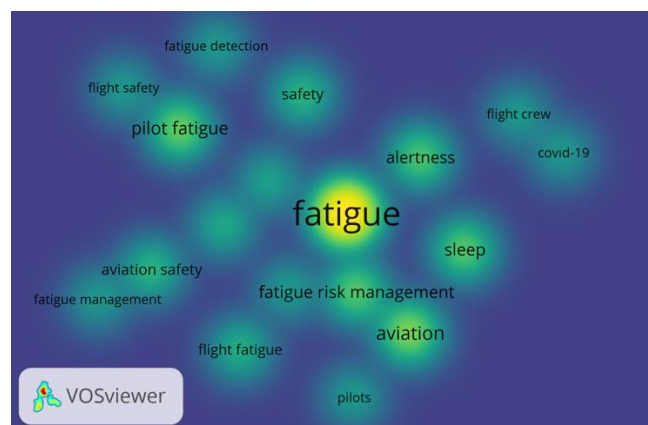 fatigue detection
flight safety
safety
pilot fatigue
flight crew
covid-19
alertness
fatigue
sleep
aviation safety
fatigue management
fatigue risk management
aviation
flight fatigue
pilots
VOSviewer